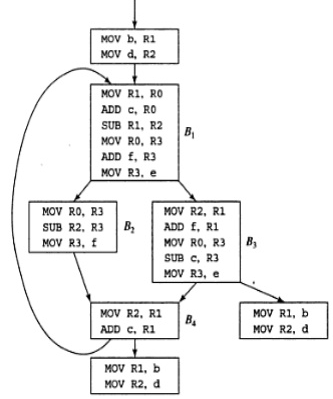 MOV b, R1
MOV d, R2
MOV R1, R0
ADD c, R0
SUB R1, R2
MOV R0, R3
ADD f, R3
MOV R3, e
B1
MOV R0, R3
SUB R2, R3
MOV R3, f
B2
MOV R2, R1
ADD f, R1
MOV R0, R3
SUB c, R3
MOV R3, e
B3
MOV R2, R1
ADD c, R1
B4
MOV R1, b
MOV R2, d
MOV R1, b
MOV R2, d